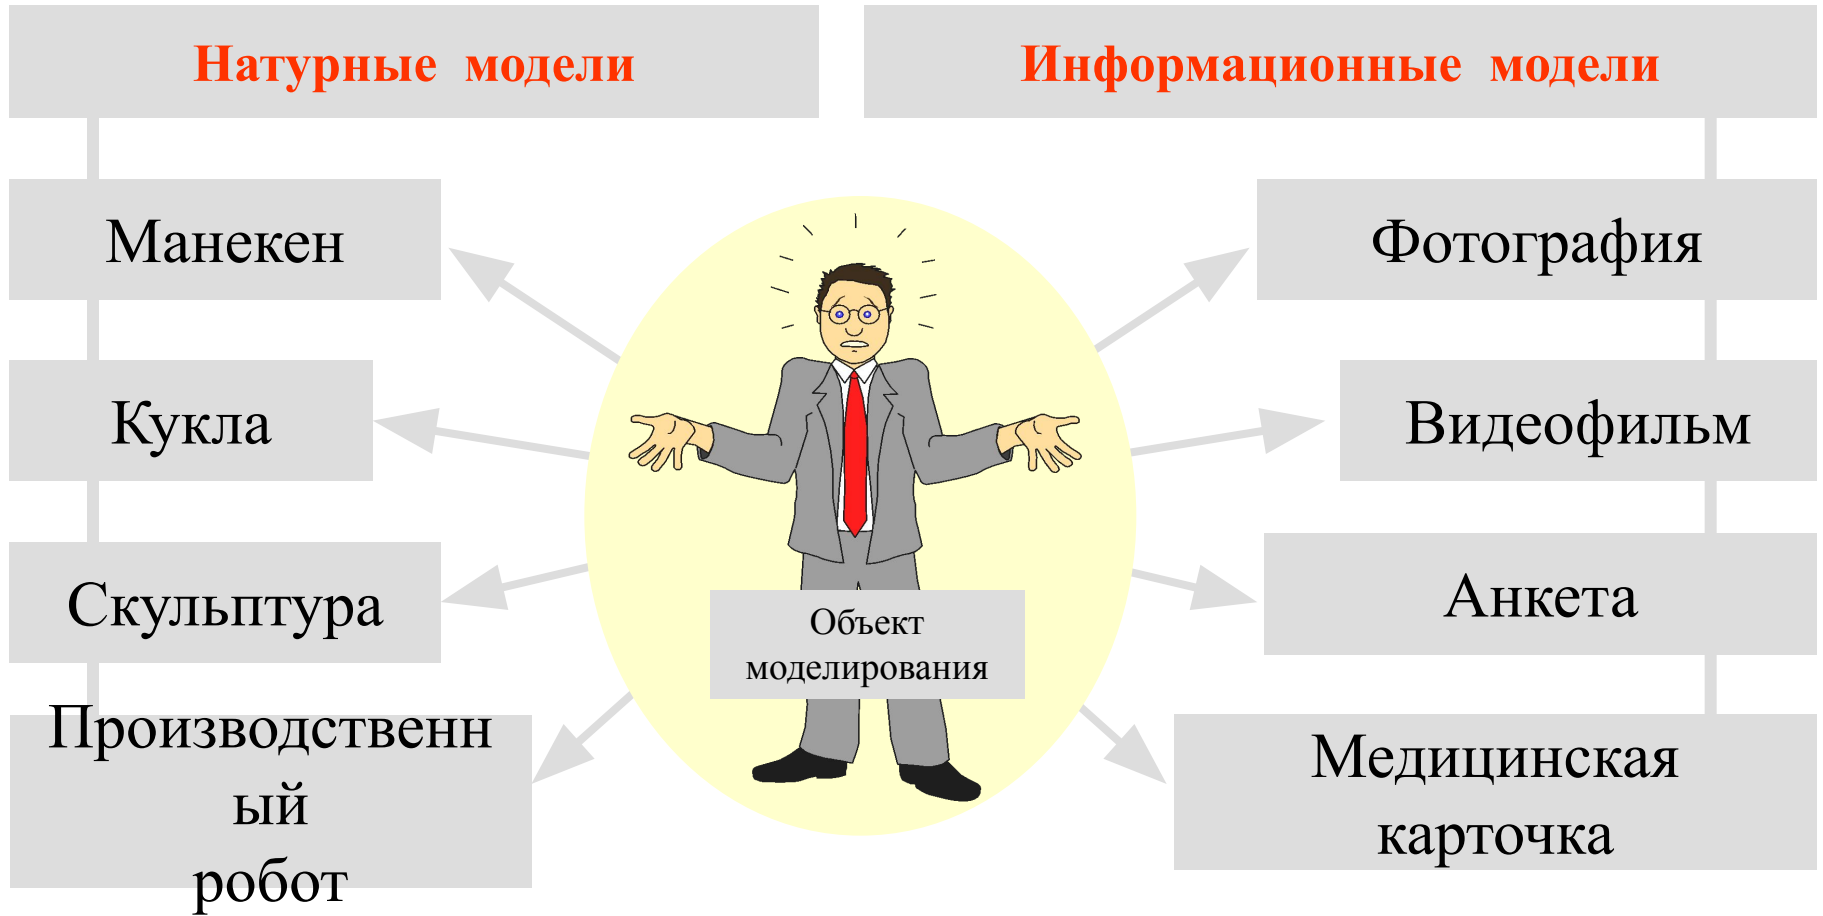 Натурные модели
Информационные модели
Манекен
Кукла
Скульптура
Производственн
ый
робот
Объект
моделирования
Фотография
Видеофильм
Анкета
Медицинская
карточка